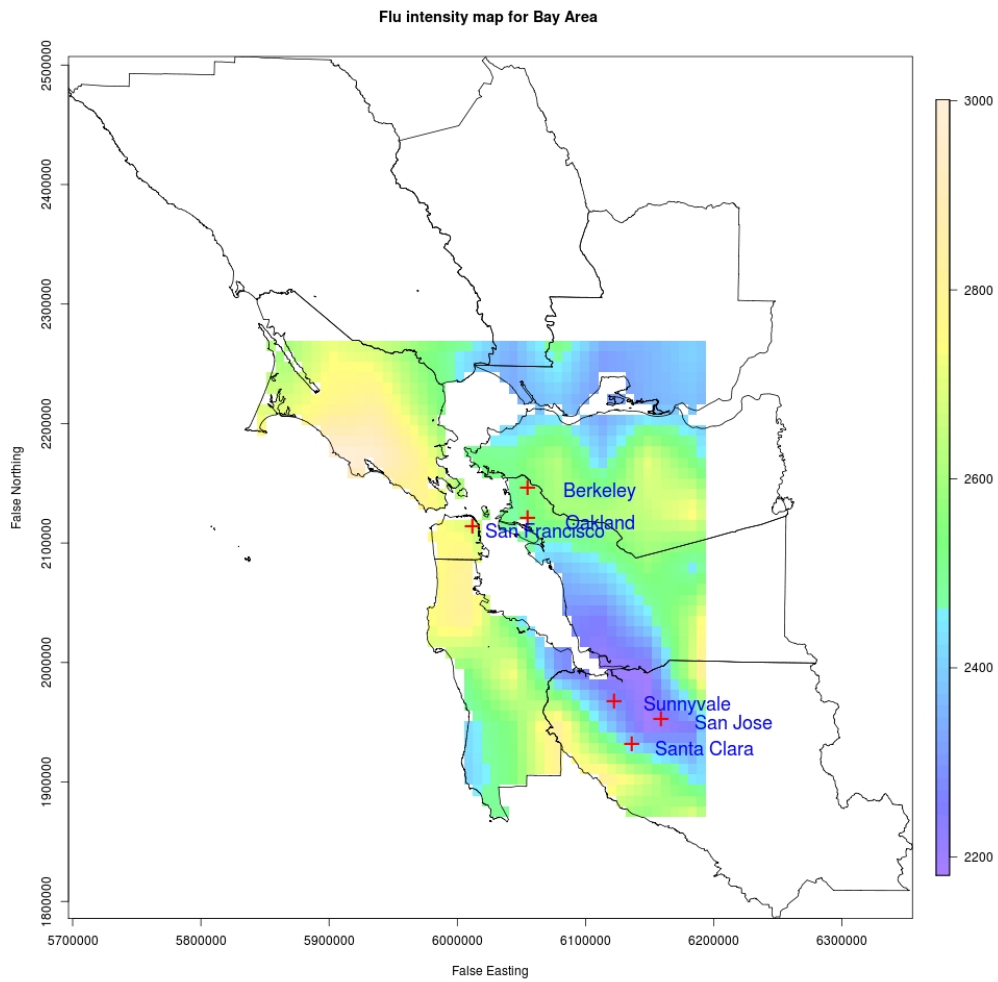 Flu intensity map for Bay Area
2500000
2400000
2300000
2200000
2100000
2000000
1900000
1800000
False Northing
Berkeley
Oakland
San Francisco
Sunnyvale
San Jose
Santa Clara
3000
2800
2600
2400
2200
5700000
5800000
5900000
6000000
6100000
6200000
6300000
False Easting